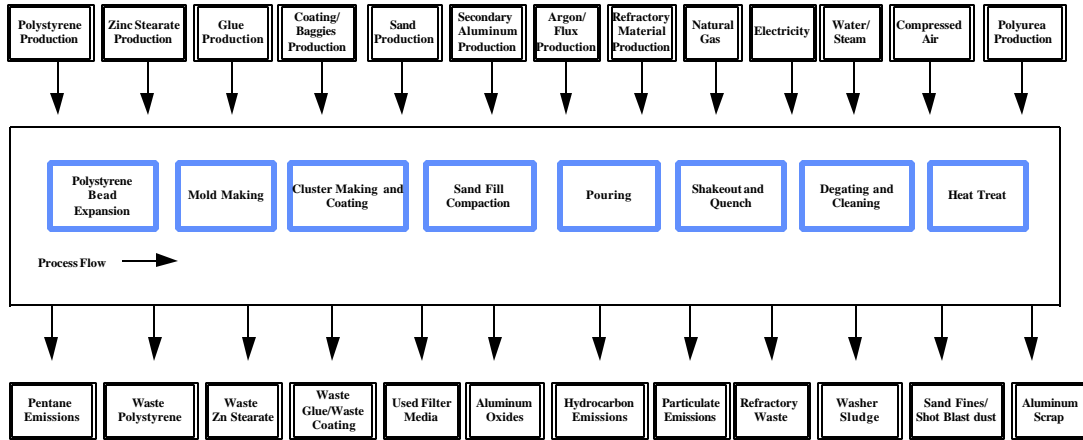 Polystyrene
Production
Zinc Stearate
Production
Glue
Production
Coating/
Baggies
Production
Sand
Production
Secondary
Aluminum
Production
Argon/
Flux
Production
Refractory
Material
Production
Natural
Gas
Electricity
Water/
Steam
Compressed
Air
Polyurea
Production
Polystyrene
Bead
Expansion
Mold Making
Cluster Making and
Coating
Sand Fill
Compaction
Pouring
Shakeout and
Quench
Degating and
Cleaning
Heat Treat
Process Flow
Pentane
Emissions
Waste
Polystyrene
Waste
Zn Stearate
Waste
Glue/Waste
Coating
Used Filter
Media
Aluminum
Oxides
Hydrocarbon
Emissions
Particulate
Emissions
Refractory
Waste
Washer
Sludge
Sand Fines/
Shot Blast dust
Aluminum
Scrap